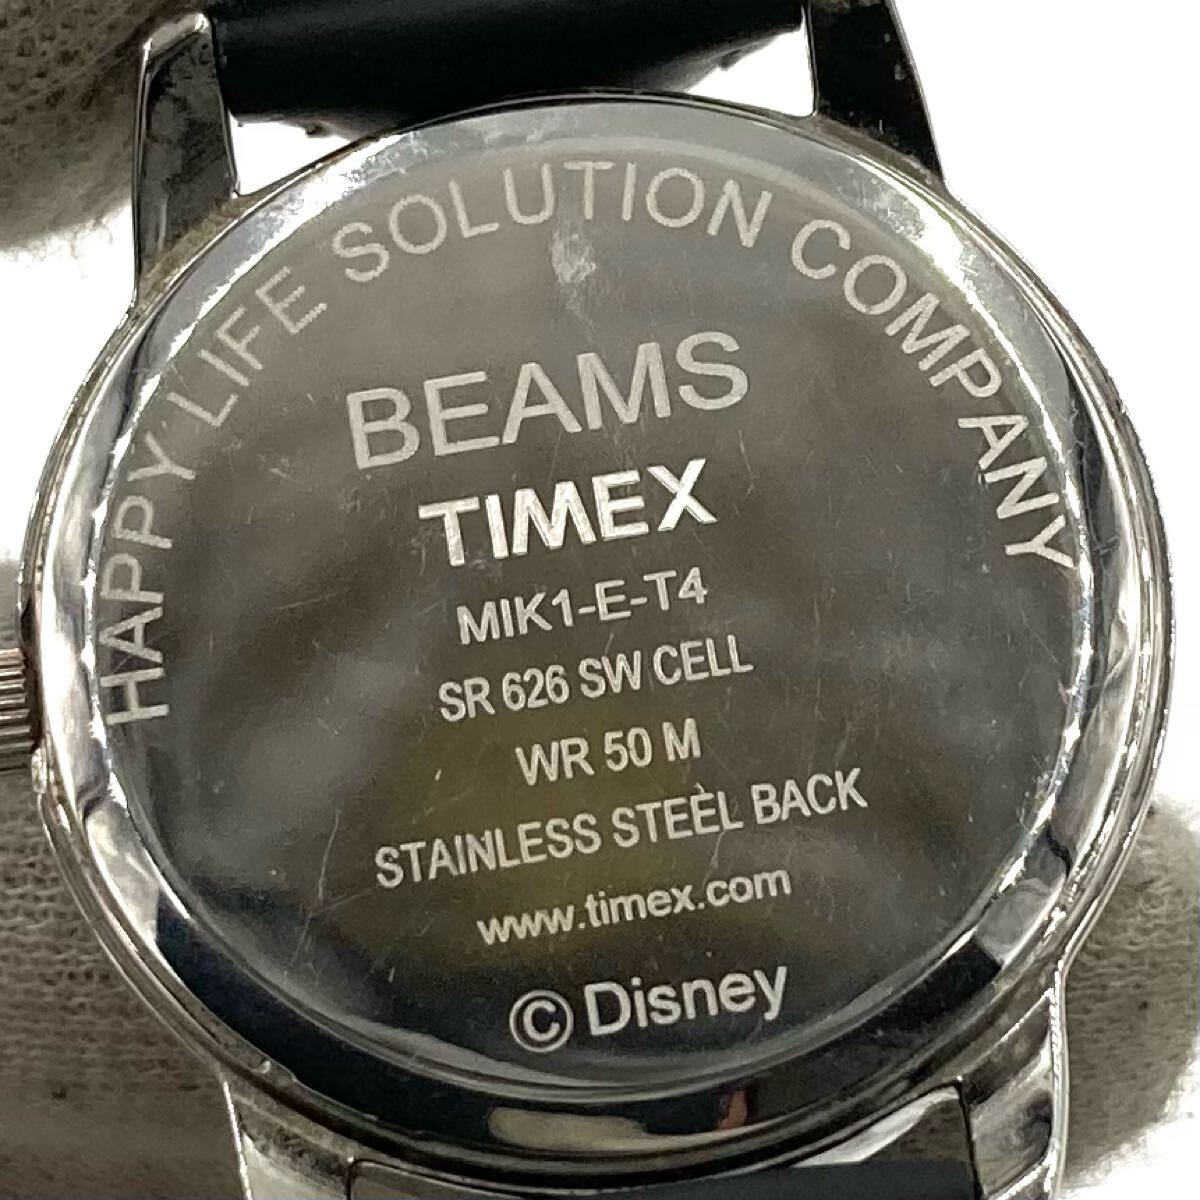 HAPPY LIFE SOLUTION COMPANY
BEAMS
TIMEX
MIK1-E-T4
SR 626 SW CELL
WR 50 M
STAINLESS STEEL BACK
www.timex.com
© Disney